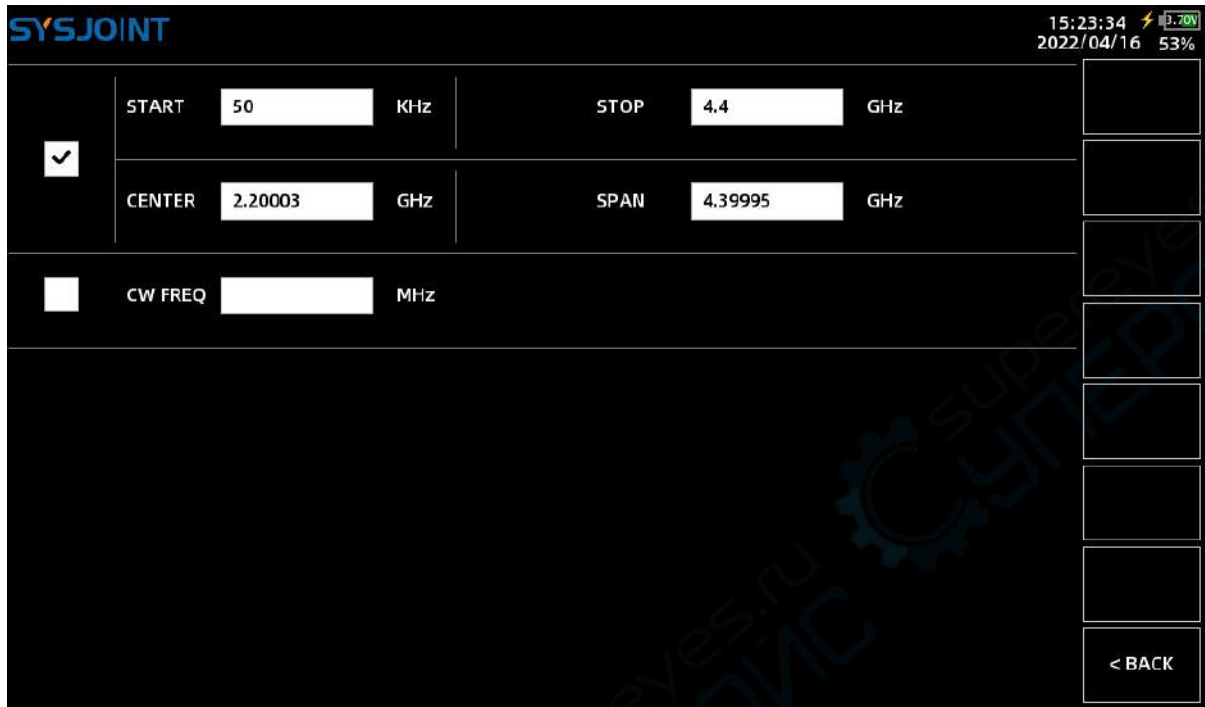 SYSJOINT
15:23:34 3.70V
2022/04/16 53%
START 50 KHz STOP 4.4 GHz
CENTER 2.20003 GHz SPAN 4.39995 GHz
CW FREQ MHz
< BACK